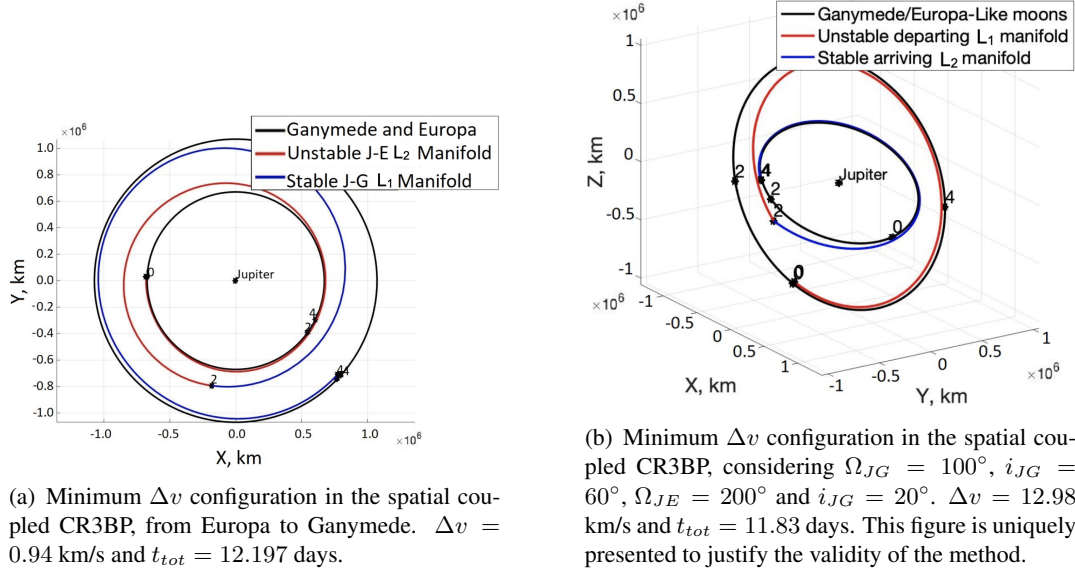 ×10⁶
Ganymede and Europa
Unstable J-E L₂ Manifold
Stable J-G L₁ Manifold
1.0
0.8
0.6
0.4
0.2
0.0
-0.2
-0.4
-0.6
-0.8
-1.0
Y, km
0
Jupiter
4
2
2
4
-1.0
-0.5
0.0
0.5
1.0
×10⁶
X, km
(a) Minimum Δv configuration in the spatial cou-
pled CR3BP, from Europa to Ganymede. Δv =
0.94 km/s and t_tot = 12.197 days.
×10⁶
Ganymede/Europa-Like moons
Unstable departing L₁ manifold
Stable arriving L₂ manifold
1
0.5
0
-0.5
-1
Z, km
2
4
2
2
Jupiter
0
4
0
×10⁶
-1
-0.5
0
0.5
1
X, km
-1
-0.5
0
0.5
1
×10⁶
Y, km
(b) Minimum Δv configuration in the spatial cou-
pled CR3BP, considering Ω_JG = 100°, i_JG =
60°, Ω_JE = 200° and i_JG = 20°. Δv = 12.98
km/s and t_tot = 11.83 days. This figure is uniquely
presented to justify the validity of the method.